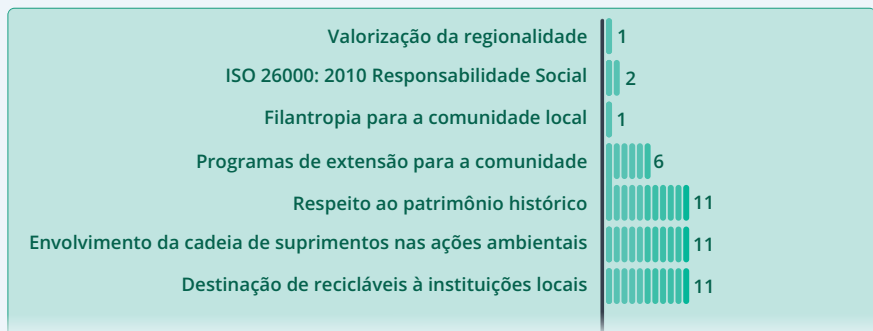 Valorização da regionalidade 1
ISO 26000: 2010 Responsabilidade Social 2
Filantropia para a comunidade local 1
Programas de extensão para a comunidade 6
Respeito ao patrimônio histórico 11
Envolvimento da cadeia de suprimentos nas ações ambientais 11
Destinação de recicláveis à instituições locais 11